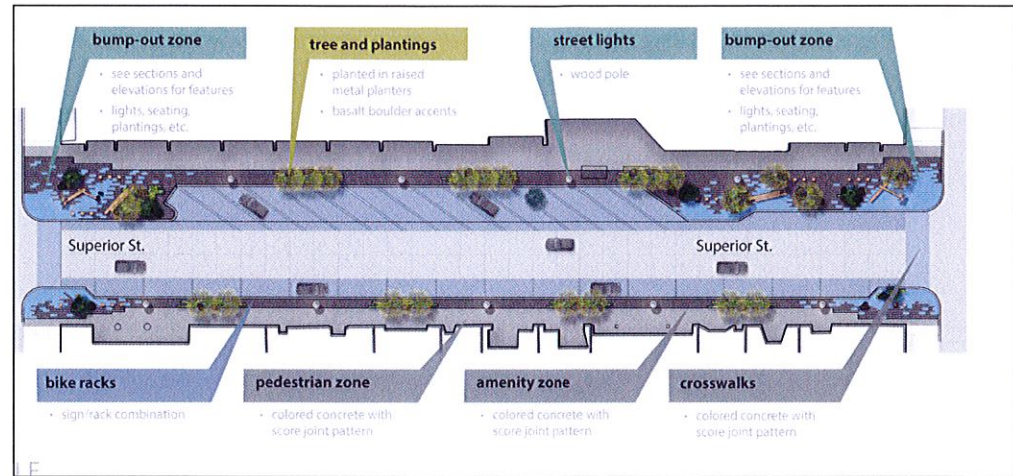 bump-out zone
• see sections and
elevations for features
• lights, seating,
plantings, etc.
tree and plantings
• planted in raised
metal planters
• basalt boulder accents
street lights
• wood pole
bump-out zone
• see sections and
elevations for features
• lights, seating,
plantings, etc.
Superior St.
Superior St.
bike racks
• sign/rack combination
pedestrian zone
• colored concrete with
score joint pattern
amenity zone
• colored concrete with
score joint pattern
crosswalks
• colored concrete with
score joint pattern